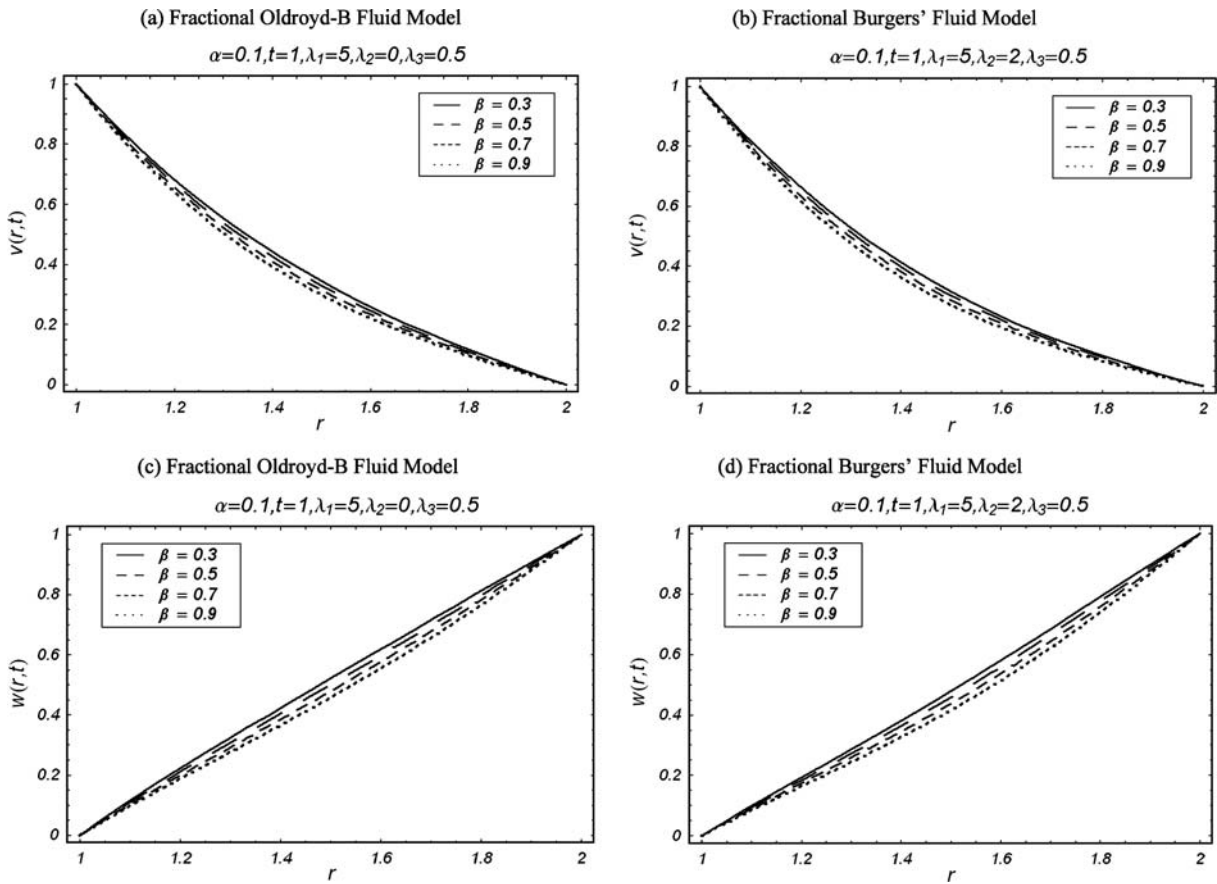 (a) Fractional Oldroyd-B Fluid Model
α=0.1,t=1,λ1=5,λ2=0,λ3=0.5
1
0.8
0.6
0.4
0.2
0
v(r,t)
β = 0.3
β = 0.5
β = 0.7
β = 0.9
1 1.2 1.4 1.6 1.8 2
r
(b) Fractional Burgers' Fluid Model
α=0.1,t=1,λ1=5,λ2=2,λ3=0.5
1
0.8
0.6
0.4
0.2
0
v(r,t)
β = 0.3
β = 0.5
β = 0.7
β = 0.9
1 1.2 1.4 1.6 1.8 2
r
(c) Fractional Oldroyd-B Fluid Model
α=0.1,t=1,λ1=5,λ2=0,λ3=0.5
1
0.8
0.6
0.4
0.2
0
w(r,t)
β = 0.3
β = 0.5
β = 0.7
β = 0.9
1 1.2 1.4 1.6 1.8 2
r
(d) Fractional Burgers' Fluid Model
α=0.1,t=1,λ1=5,λ2=2,λ3=0.5
1
0.8
0.6
0.4
0.2
0
w(r,t)
β = 0.3
β = 0.5
β = 0.7
β = 0.9
1 1.2 1.4 1.6 1.8 2
r